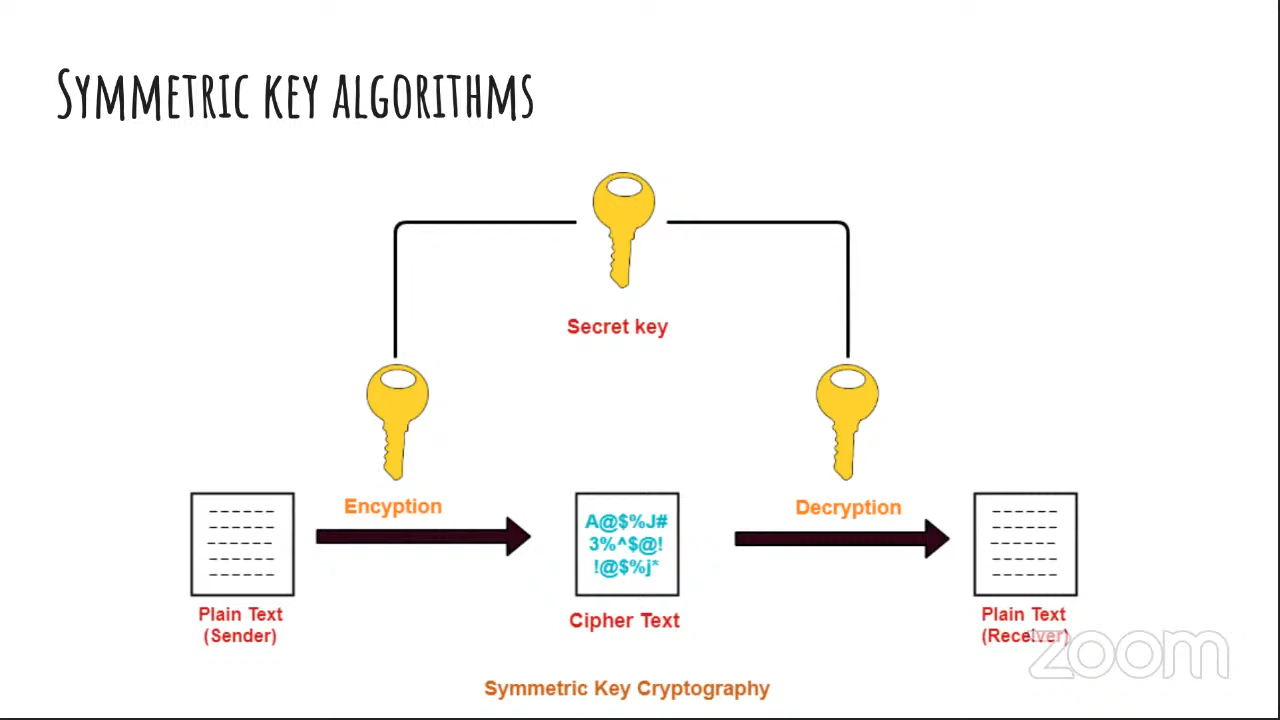 SYMMETRIC KEY ALGORITHMS
Secret key
Encyption
Decryption
A@$%J#
3%^$@!
!@$%j*
Plain Text
(Sender)
Cipher Text
Plain Text
(Receiver)
zoom
Symmetric Key Cryptography